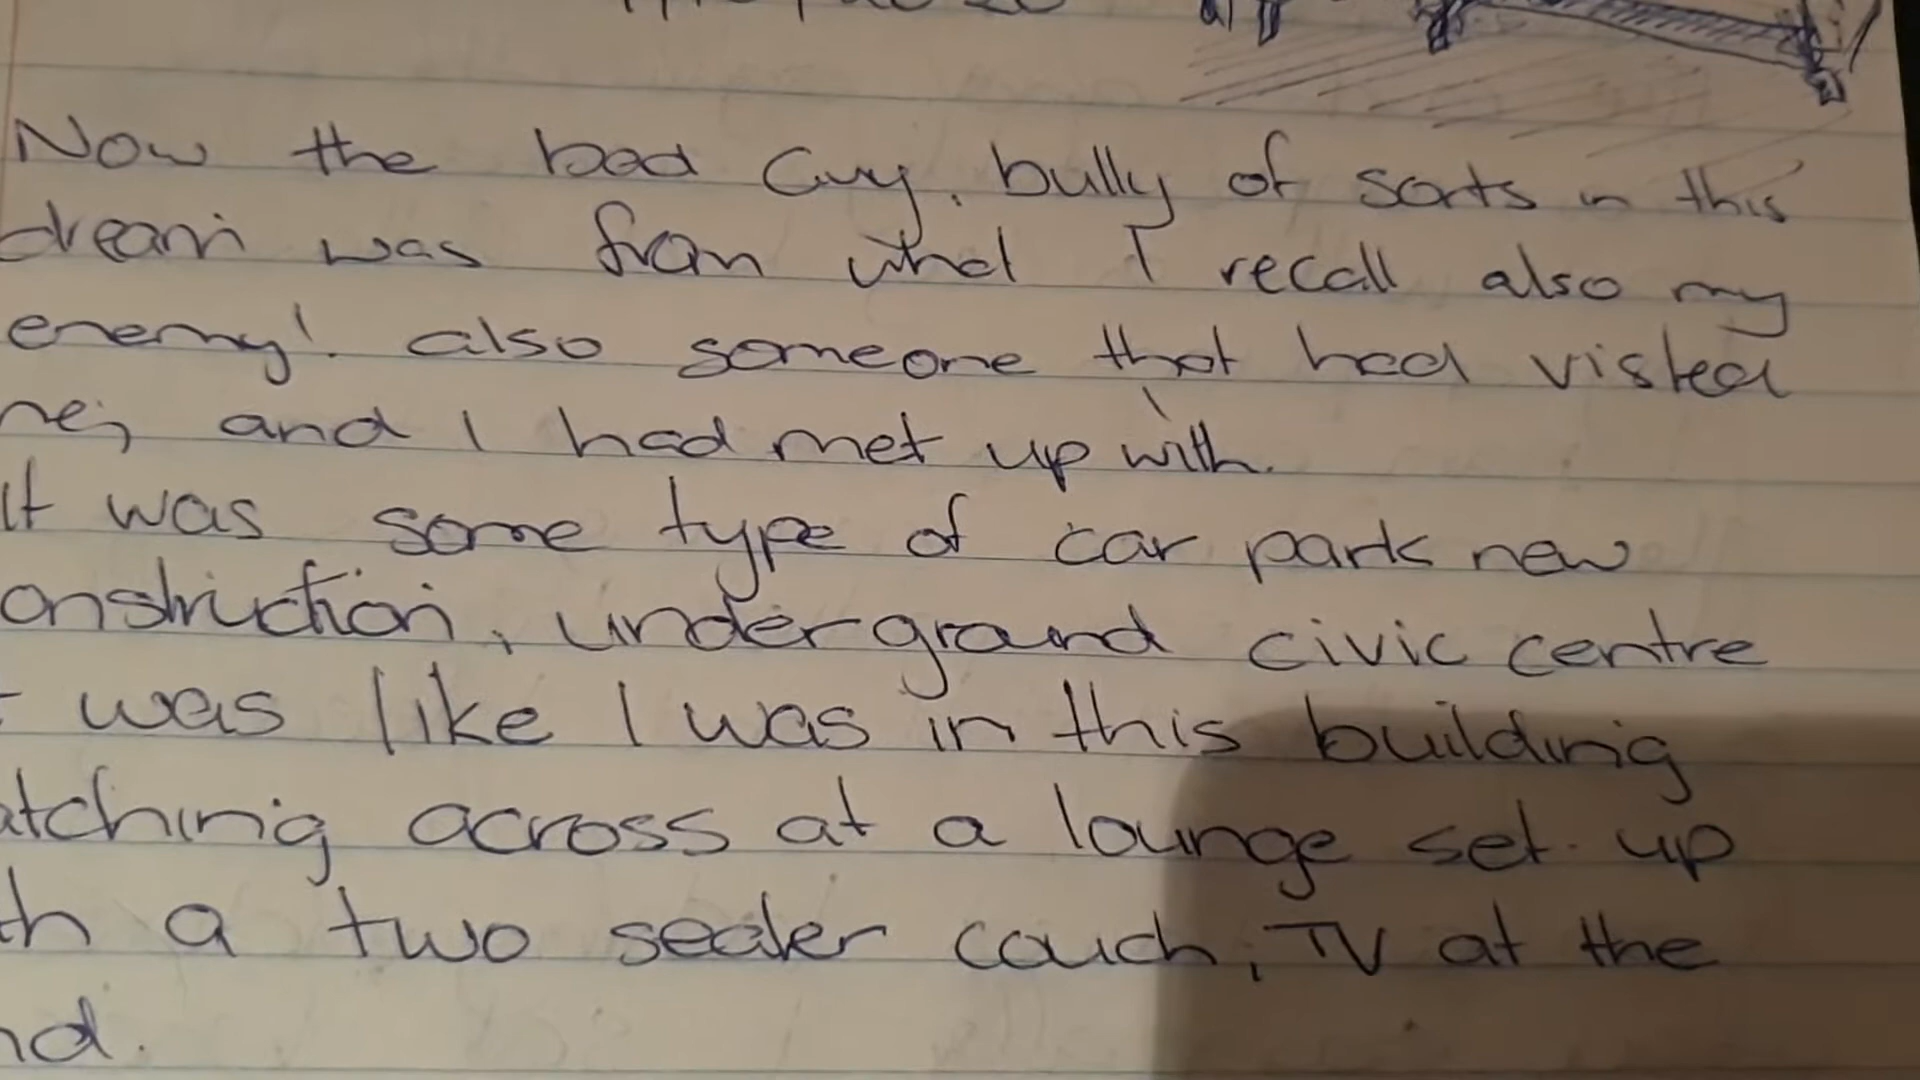 Now the bad Guy, bully of sorts in this
dream was from what I recall also my
enemy! also someone that had visted
me; and I had met up with.
It was some type of car park new
onstruction, underground civic centre
t was like I was in this building
atching across at a lounge set up
th a two seater couch, TV at the
nd.